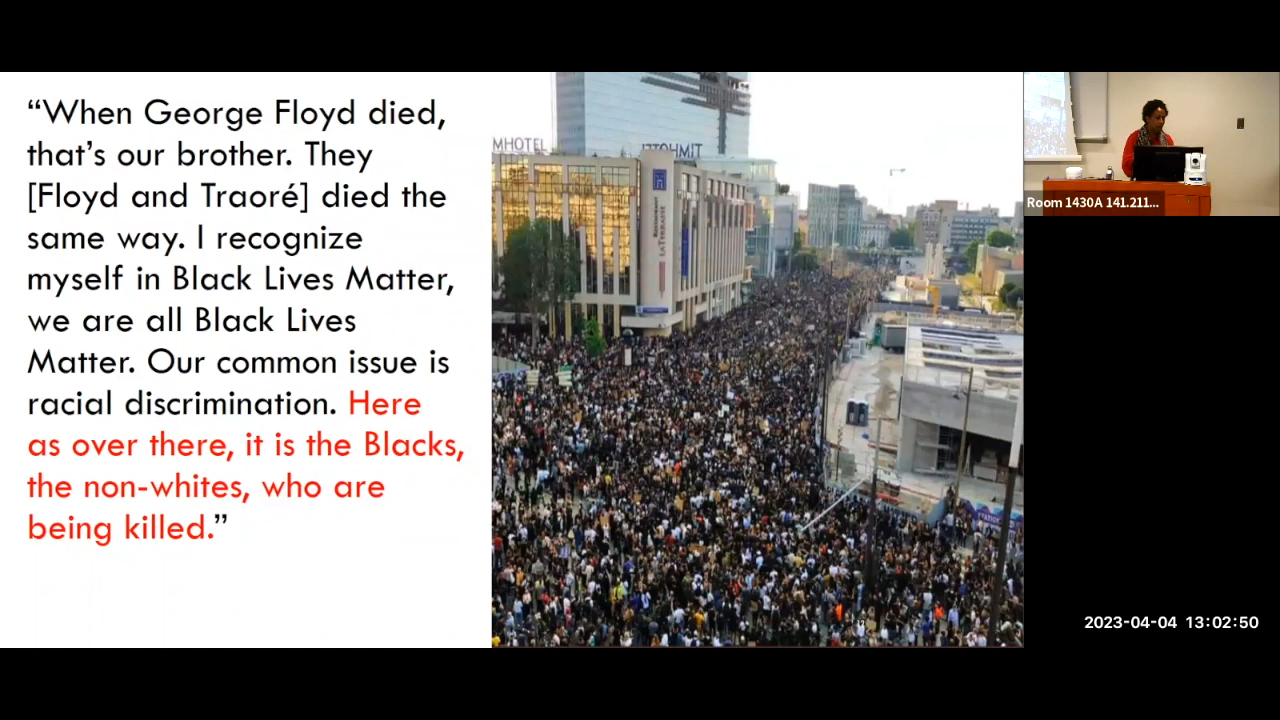 “When George Floyd died,
that’s our brother. They
[Floyd and Traoré] died the
same way. I recognize
myself in Black Lives Matter,
we are all Black Lives
Matter. Our common issue is
racial discrimination. Here
as over there, it is the Blacks,
the non-whites, who are
being killed.”
MHOTEL
RESTAURANT
LA TERRASSE
Room 1430A 141.211...
2023-04-04 13:02:50